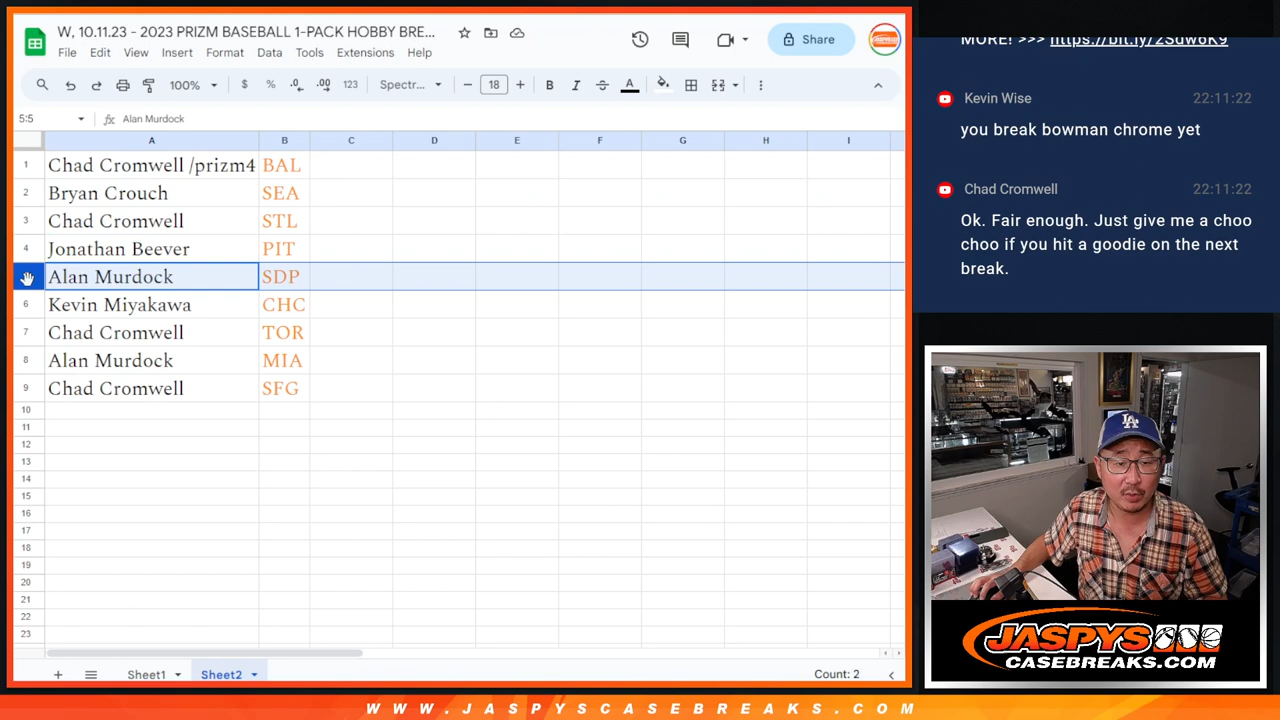 W, 10.11.23 - 2023 PRIZM BASEBALL 1-PACK HOBBY BRE...
File Edit View Insert Format Data Tools Extensions Help
Share
100% $ % .0 .00 123 Spectr... 18 B I A
5:5 fx Alan Murdock
A B C D E F G H I
1 Chad Cromwell /prizm4 BAL
2 Bryan Crouch SEA
3 Chad Cromwell STL
4 Jonathan Beever PIT
Alan Murdock SDP
6 Kevin Miyakawa CHC
7 Chad Cromwell TOR
8 Alan Murdock MIA
9 Chad Cromwell SFG
10
11
12
13
14
15
16
17
18
19
20
21
22
23
Sheet1 Sheet2 Count: 2
MORE! >>> https://bit.ly/2Sdw6K9
Kevin Wise 22:11:22
you break bowman chrome yet
Chad Cromwell 22:11:22
Ok. Fair enough. Just give me a choo
choo if you hit a goodie on the next
break.
LA
JASPYS
CASEBREAKS.COM
WWW.JASPYSCASEBREAKS.COM